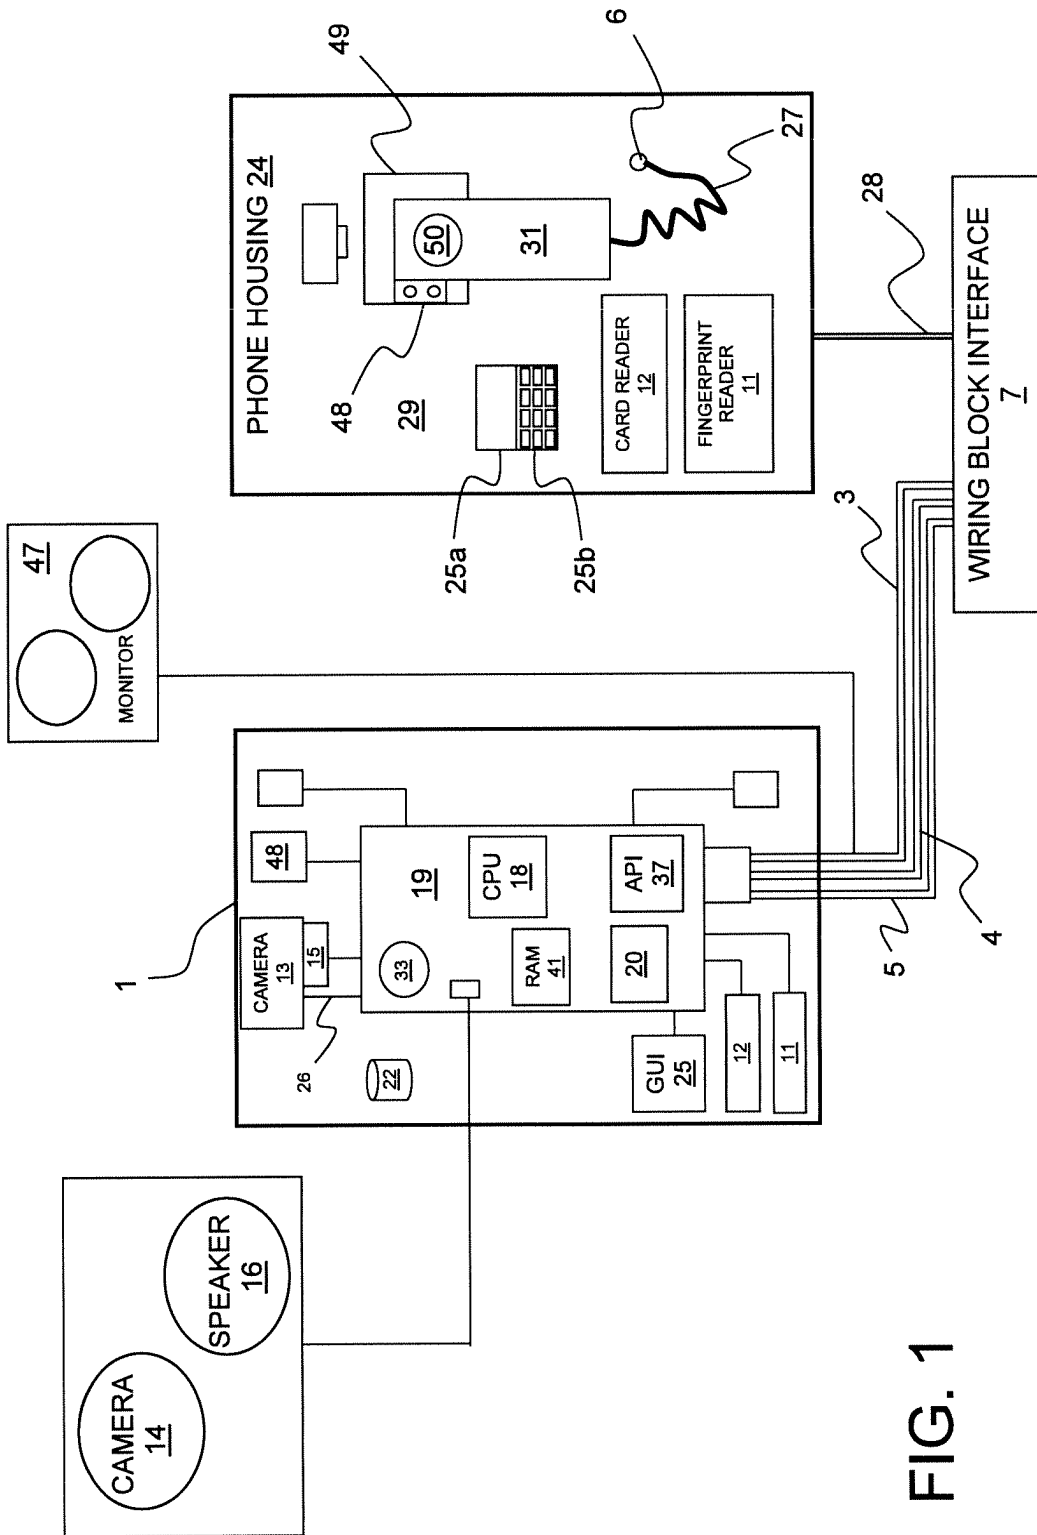 CAMERA
14
SPEAKER
16
47
MONITOR
1
CAMERA
13
15
26
48
22
33
19
CPU
18
RAM
41
20
API
37
GUI
25
12
11
PHONE HOUSING 24
49
48
29
50
31
25a
25b
CARD READER
12
FINGERPRINT
READER
11
6
27
28
3
4
5
WIRING BLOCK INTERFACE
7
FIG. 1